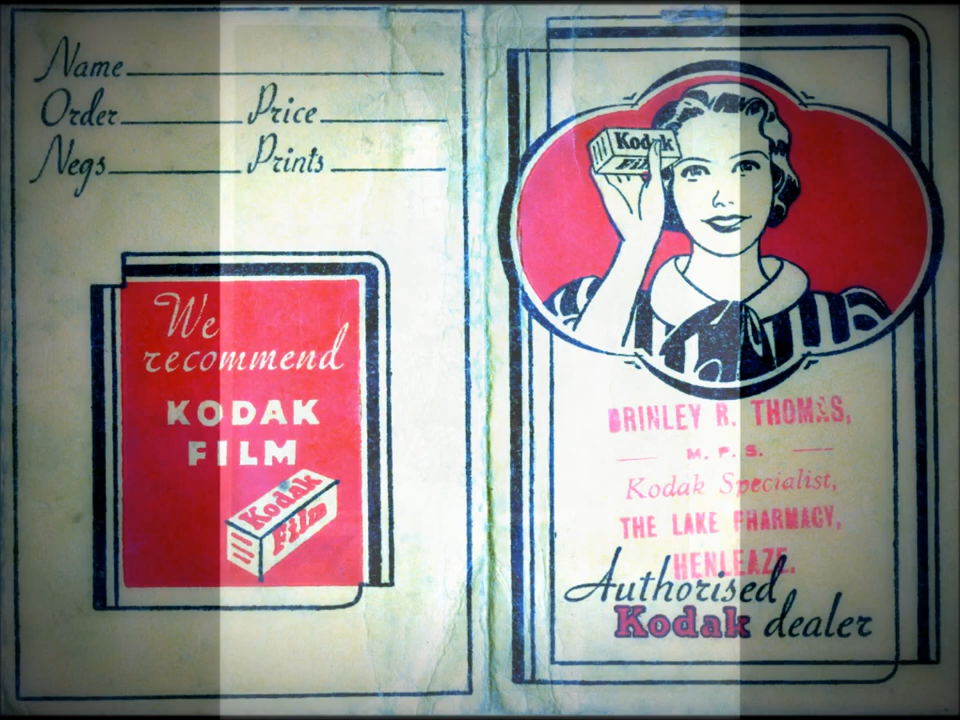 Name
Order Price
Negs Prints
We
recommend
KODAK
FILM
Kodak
Film
Kodak
Film
BRINLEY R. THOMAS,
M. P. S.
Kodak Specialist,
THE LAKE PHARMACY,
HENLEAZE.
Authorised
Kodak dealer